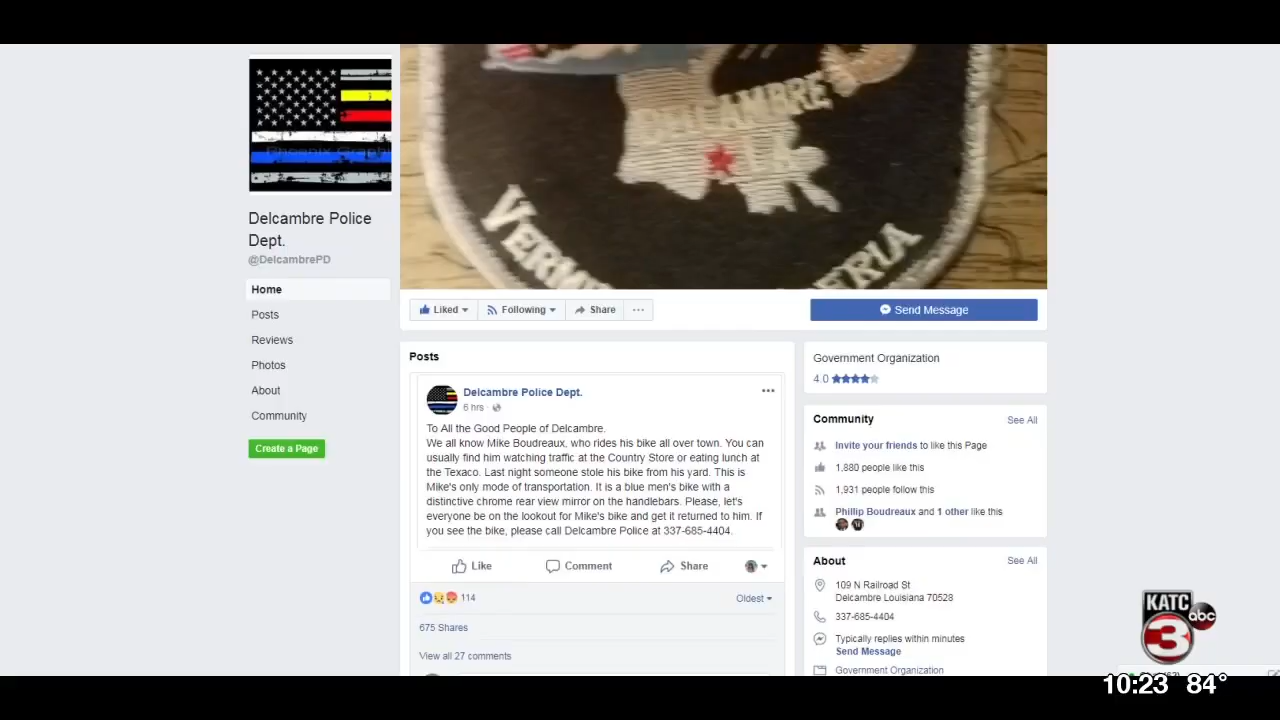 DELCAMBRE
LA
VERM
ERIA
Phoenix Graphi
Delcambre Police
Dept.
@DelcambrePD
Home
Posts
Reviews
Photos
About
Community
Create a Page
Liked
Following
Share
Send Message
Posts
Delcambre Police Dept.
6 hrs
To All the Good People of Delcambre.
We all know Mike Boudreaux, who rides his bike all over town. You can
usually find him watching traffic at the Country Store or eating lunch at
the Texaco. Last night someone stole his bike from his yard. This is
Mike's only mode of transportation. It is a blue men's bike with a
distinctive chrome rear view mirror on the handlebars. Please, let's
everyone be on the lookout for Mike's bike and get it returned to him. If
you see the bike, please call Delcambre Police at 337-685-4404.
Like
Comment
Share
114
Oldest
675 Shares
View all 27 comments
Government Organization
4.0
Community
See All
Invite your friends to like this Page
1,880 people like this
1,931 people follow this
Phillip Boudreaux and 1 other like this
About
See All
109 N Railroad St
Delcambre Louisiana 70528
337-685-4404
Typically replies within minutes
Send Message
Government Organization
KATC
abc
3
10:23 84°